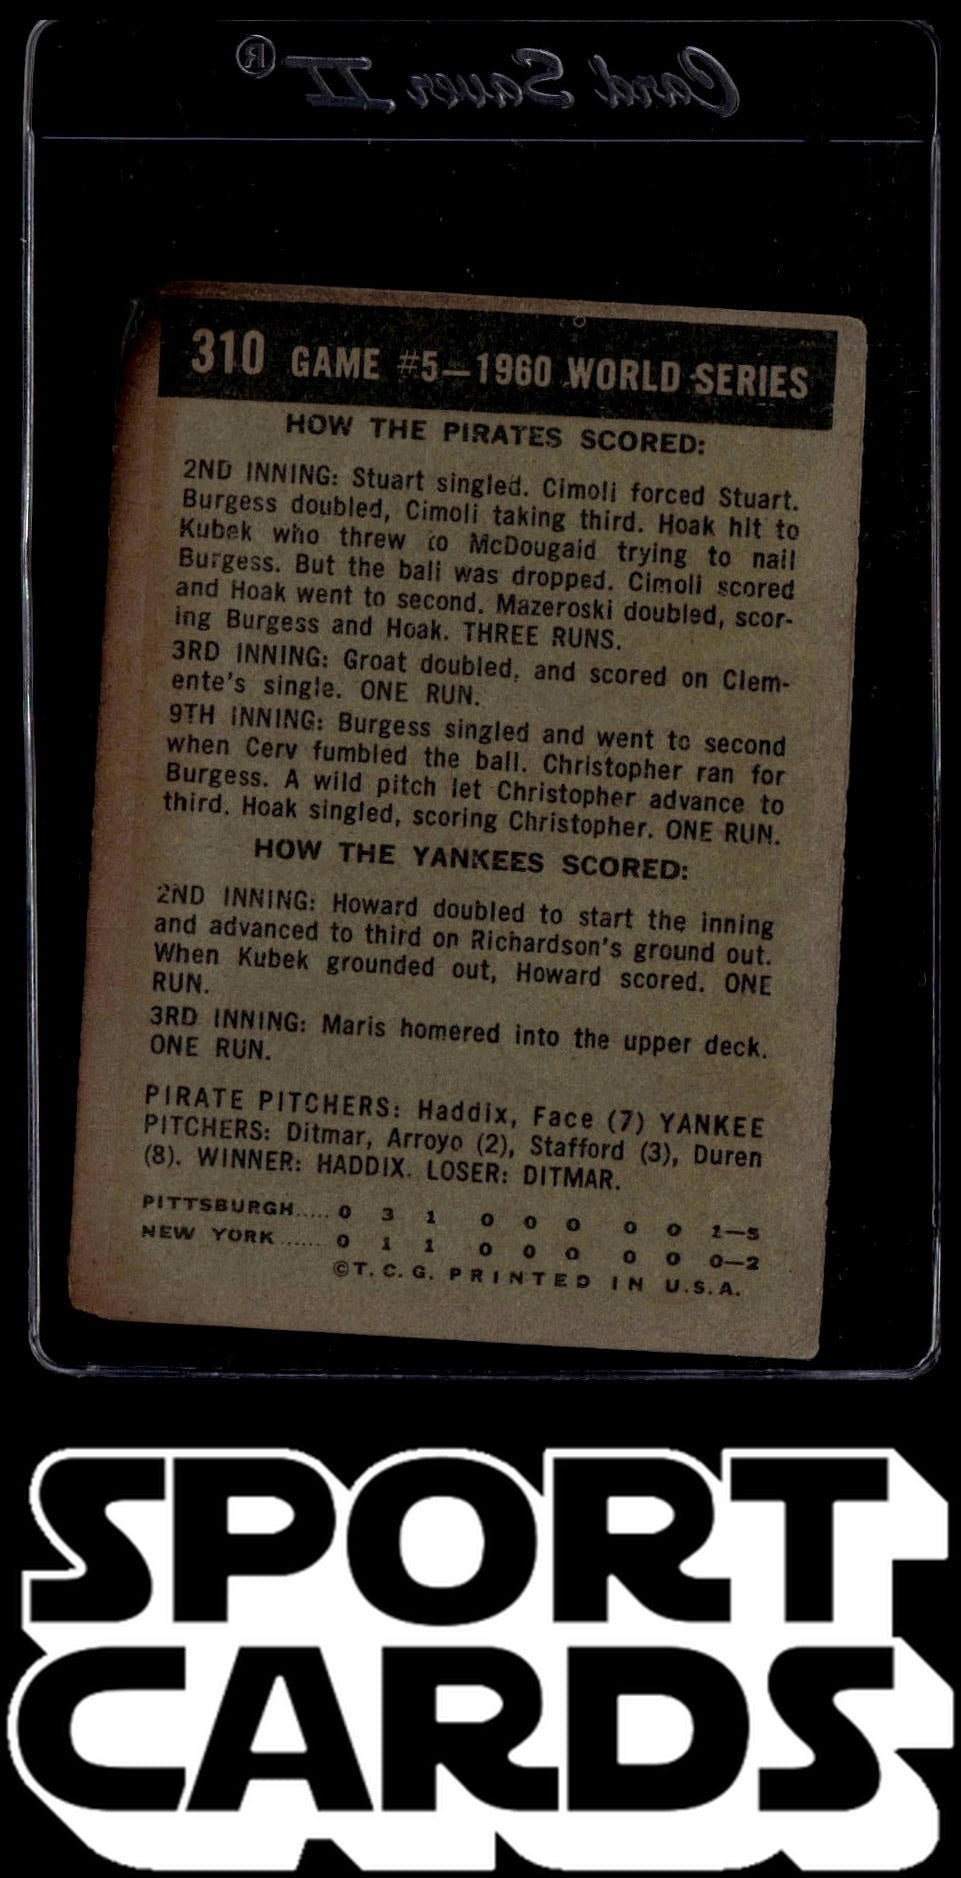 Card Saver II ®
310 GAME #5—1960 WORLD SERIES
HOW THE PIRATES SCORED:
2ND INNING: Stuart singled. Cimoli forced Stuart.
Burgess doubled, Cimoli taking third. Hoak hit to
Kubek who threw to McDougald trying to nail
Burgess. But the ball was dropped. Cimoli scored
and Hoak went to second. Mazeroski doubled, scor-
ing Burgess and Hoak. THREE RUNS.
3RD INNING: Groat doubled, and scored on Clem-
ente's single. ONE RUN.
9TH INNING: Burgess singled and went to second
when Cerv fumbled the ball. Christopher ran for
Burgess. A wild pitch let Christopher advance to
third. Hoak singled, scoring Christopher. ONE RUN.
HOW THE YANKEES SCORED:
2ND INNING: Howard doubled to start the inning
and advanced to third on Richardson's ground out.
When Kubek grounded out, Howard scored. ONE
RUN.
3RD INNING: Maris homered into the upper deck.
ONE RUN.
PIRATE PITCHERS: Haddix, Face (7) YANKEE
PITCHERS: Ditmar, Arroyo (2), Stafford (3), Duren
(8). WINNER: HADDIX. LOSER: DITMAR.
PITTSBURGH..... 0 3 1 0 0 0 0 0 1—5
NEW YORK ....... 0 1 1 0 0 0 0 0 0—2
©T.C.G. PRINTED IN U.S.A.
SPORT
CARDS